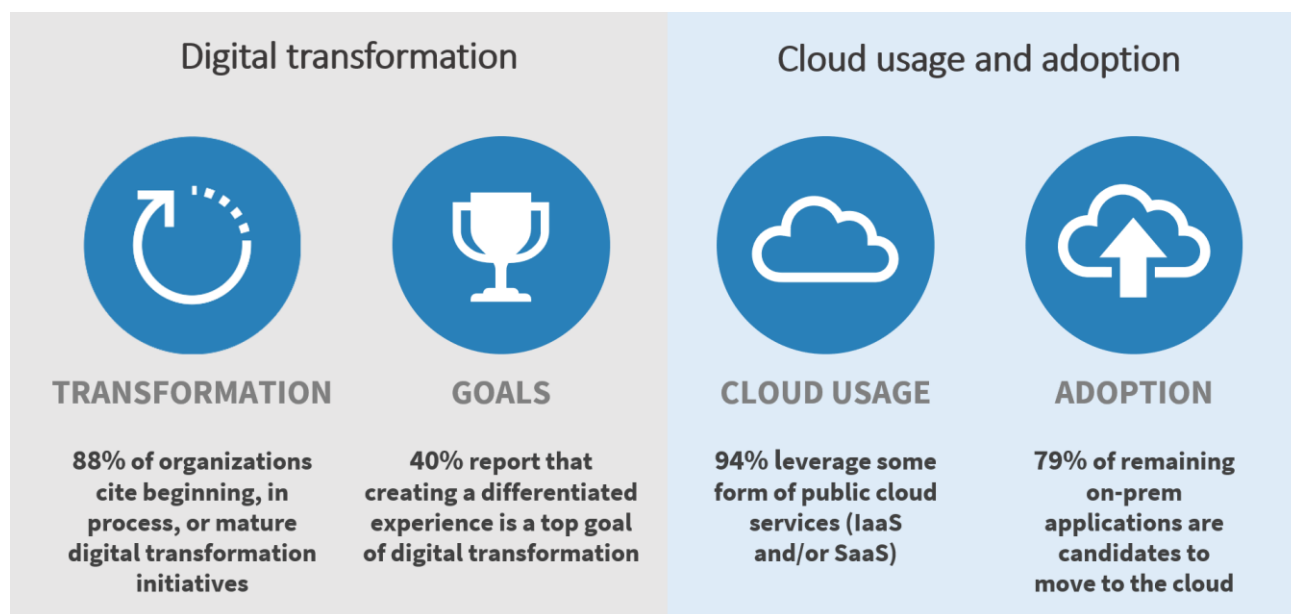 Digital transformation
TRANSFORMATION
88% of organizations
cite beginning, in
process, or mature
digital transformation
initiatives
GOALS
40% report that
creating a differentiated
experience is a top goal
of digital transformation
Cloud usage and adoption
CLOUD USAGE
94% leverage some
form of public cloud
services (IaaS
and/or SaaS)
ADOPTION
79% of remaining
on-prem
applications are
candidates to
move to the cloud